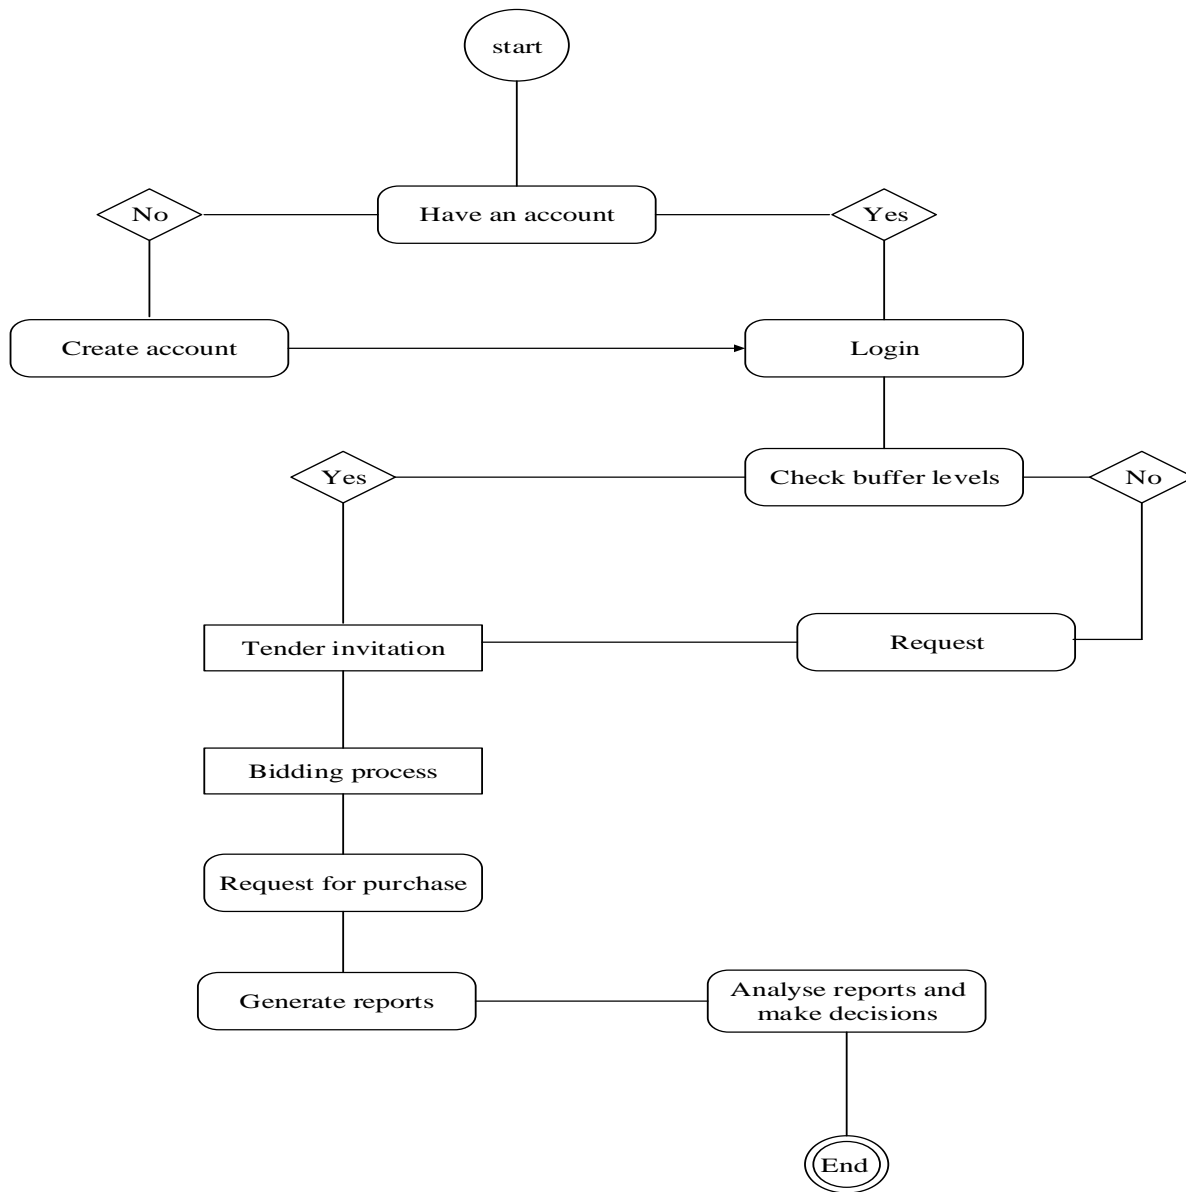 start
No
Have an account
Yes
Create account
Login
Yes
Check buffer levels
No
Tender invitation
Request
Bidding process
Request for purchase
Generate reports
Analyse reports and
make decisions
End